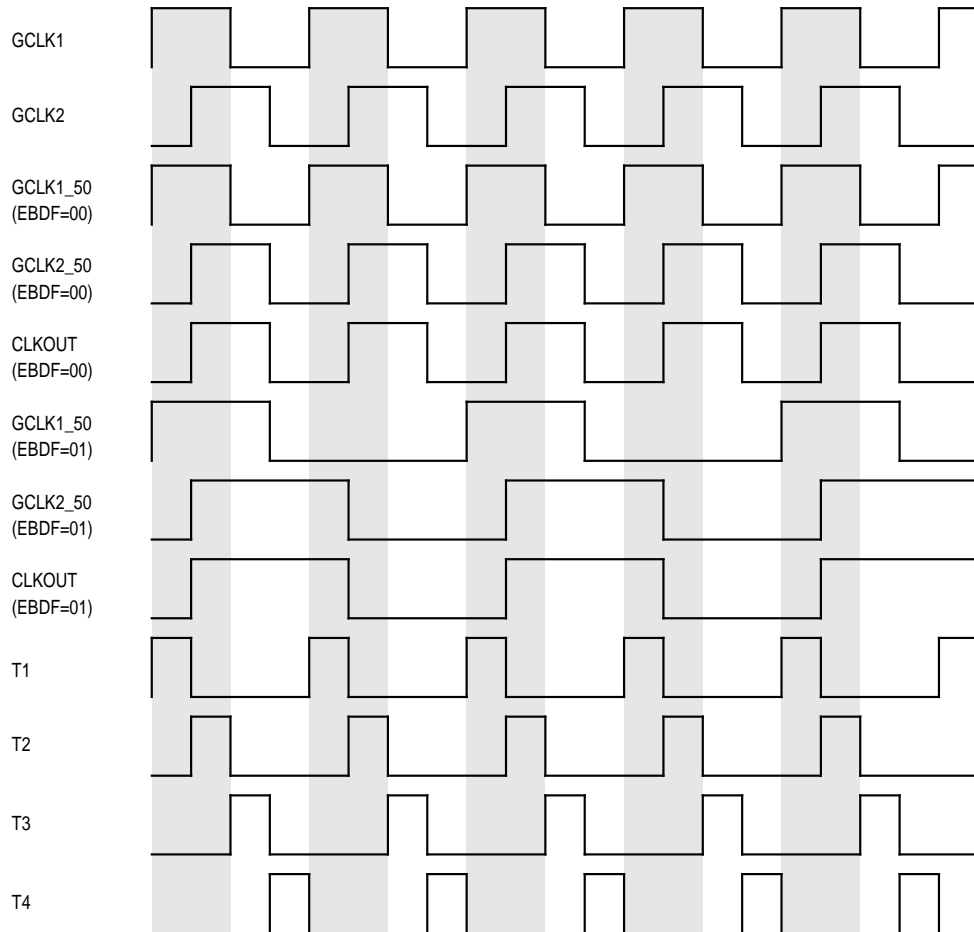 GCLK1
GCLK2
GCLK1_50
(EBDF=00)
GCLK2_50
(EBDF=00)
CLKOUT
(EBDF=00)
GCLK1_50
(EBDF=01)
GCLK2_50
(EBDF=01)
CLKOUT
(EBDF=01)
T1
T2
T3
T4